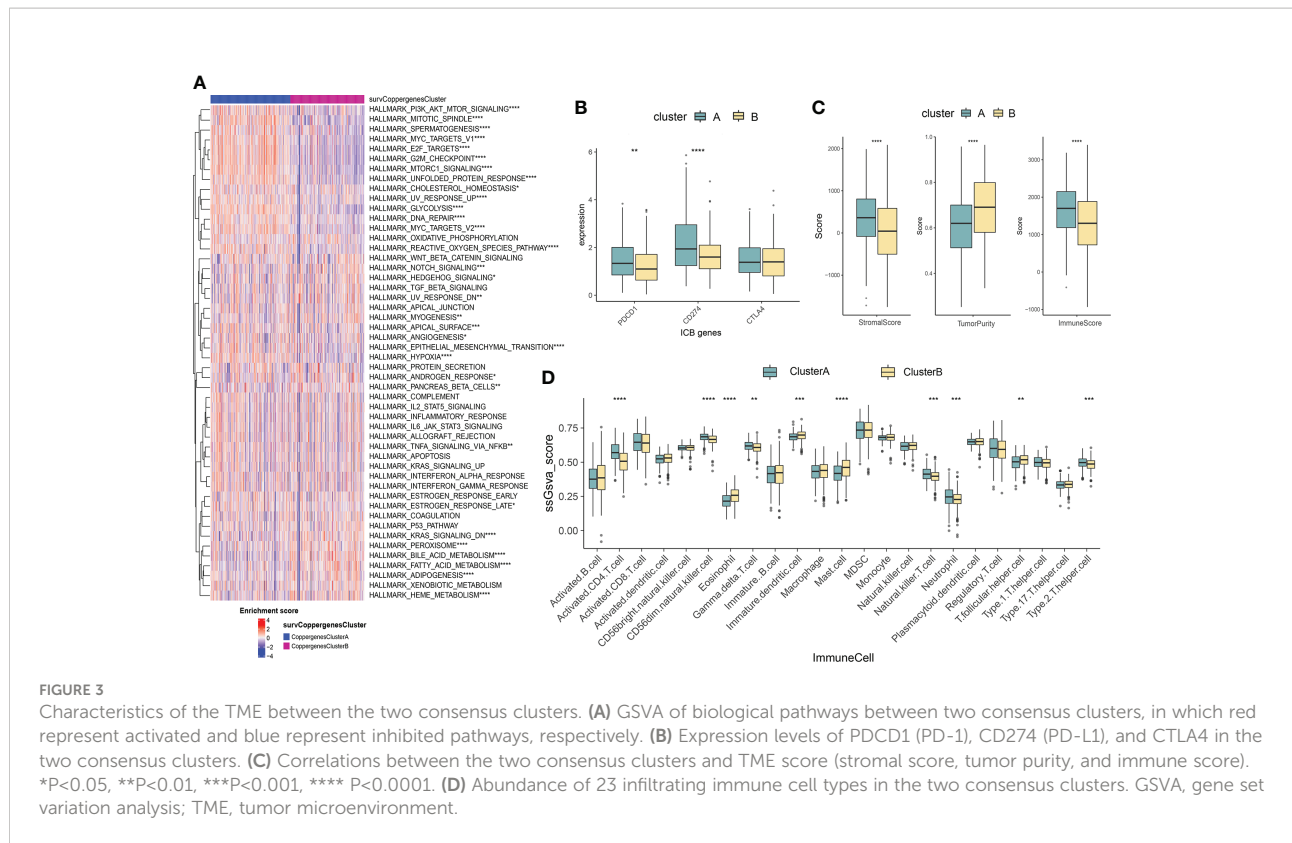 A
survCoppergenesCluster
HALLMARK_PI3K_AKT_MTOR_SIGNALING****
HALLMARK_MITOTIC_SPINDLE****
HALLMARK_SPERMATOGENESIS****
HALLMARK_MYC_TARGETS_V1****
HALLMARK_E2F_TARGETS****
HALLMARK_G2M_CHECKPOINT****
HALLMARK_MTORC1_SIGNALING****
HALLMARK_UNFOLDED_PROTEIN_RESPONSE****
HALLMARK_CHOLESTEROL_HOMEOSTASIS*
HALLMARK_UV_RESPONSE_UP****
HALLMARK_GLYCOLYSIS****
HALLMARK_DNA_REPAIR****
HALLMARK_MYC_TARGETS_V2****
HALLMARK_OXIDATIVE_PHOSPHORYLATION
HALLMARK_REACTIVE_OXYGEN_SPECIES_PATHWAY****
HALLMARK_WNT_BETA_CATENIN_SIGNALING
HALLMARK_NOTCH_SIGNALING***
HALLMARK_HEDGEHOG_SIGNALING*
HALLMARK_TGF_BETA_SIGNALING
HALLMARK_UV_RESPONSE_DN**
HALLMARK_APICAL_JUNCTION
HALLMARK_MYOGENESIS**
HALLMARK_APICAL_SURFACE***
HALLMARK_ANGIOGENESIS*
HALLMARK_EPITHELIAL_MESENCHYMAL_TRANSITION****
HALLMARK_HYPOXIA****
HALLMARK_PROTEIN_SECRETION
HALLMARK_ANDROGEN_RESPONSE*
HALLMARK_PANCREAS_BETA_CELLS**
HALLMARK_COMPLEMENT
HALLMARK_IL2_STAT5_SIGNALING
HALLMARK_INFLAMMATORY_RESPONSE
HALLMARK_IL6_JAK_STAT3_SIGNALING
HALLMARK_ALLOGRAFT_REJECTION
HALLMARK_TNFA_SIGNALING_VIA_NFKB**
HALLMARK_APOPTOSIS
HALLMARK_KRAS_SIGNALING_UP
HALLMARK_INTERFERON_ALPHA_RESPONSE
HALLMARK_INTERFERON_GAMMA_RESPONSE
HALLMARK_ESTROGEN_RESPONSE_EARLY
HALLMARK_ESTROGEN_RESPONSE_LATE*
HALLMARK_COAGULATION
HALLMARK_P53_PATHWAY
HALLMARK_KRAS_SIGNALING_DN****
HALLMARK_PEROXISOME****
HALLMARK_BILE_ACID_METABOLISM****
HALLMARK_FATTY_ACID_METABOLISM****
HALLMARK_ADIPOGENESIS****
HALLMARK_XENOBIOTIC_METABOLISM
HALLMARK_HEME_METABOLISM****
Enrichment score
4
2
0
−2
−4
survCoppergenesCluster
CoppergenesClusterA
CoppergenesClusterB
B
cluster A B
** ****
expression
6
4
2
0
PDCD1 CD274 CTLA4
ICB genes
C
cluster A B
**** **** ****
Score
2000
1000
0
−1000
StromalScore
Score
1.0
0.8
0.6
0.4
TumorPurity
Score
3000
2000
1000
0
−1000
ImmuneScore
D
ClusterA ClusterB
**** **** **** ** *** **** *** *** ** ***
ssGsva_score
0.75
0.50
0.25
0.00
Activated.B.cell
Activated.CD4.T.cell
Activated.CD8.T.cell
Activated.dendritic.cell
CD56bright.natural.killer.cell
CD56dim.natural.killer.cell
Eosinophil
Gamma.delta.T.cell
Immature..B.cell
Immature.dendritic.cell
Macrophage
Mast.cell
MDSC
Monocyte
Natural.killer.cell
Natural.killer.T.cell
Neutrophil
Plasmacytoid.dendritic.cell
Regulatory.T.cell
T.follicular.helper.cell
Type.1.T.helper.cell
Type.17.T.helper.cell
Type.2.T.helper.cell
ImmuneCell
FIGURE 3
Characteristics of the TME between the two consensus clusters. (A) GSVA of biological pathways between two consensus clusters, in which red
represent activated and blue represent inhibited pathways, respectively. (B) Expression levels of PDCD1 (PD-1), CD274 (PD-L1), and CTLA4 in the
two consensus clusters. (C) Correlations between the two consensus clusters and TME score (stromal score, tumor purity, and immune score).
*P<0.05, **P<0.01, ***P<0.001, **** P<0.0001. (D) Abundance of 23 infiltrating immune cell types in the two consensus clusters. GSVA, gene set
variation analysis; TME, tumor microenvironment.